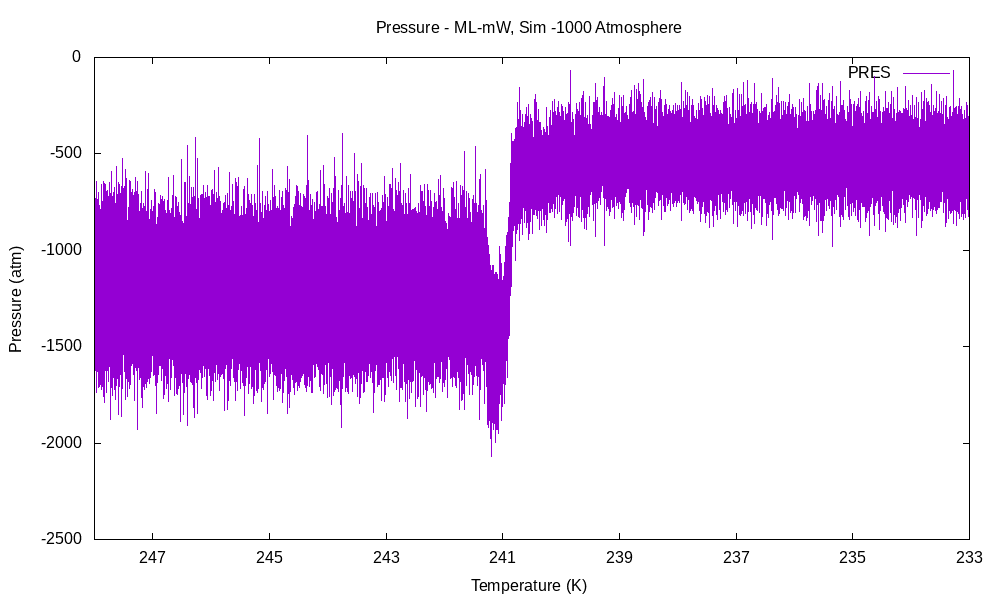 Pressure - ML-mW, Sim -1000 Atmosphere
PRES
0
-500
-1000
-1500
-2000
-2500
Pressure (atm)
247 245 243 241 239 237 235 233
Temperature (K)